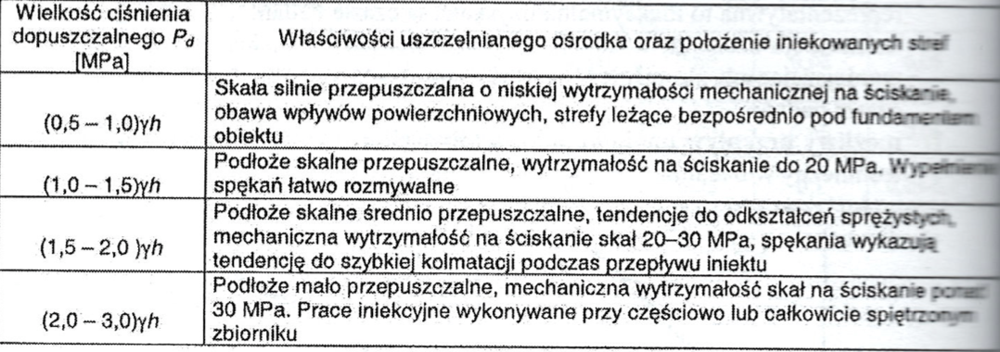 Wielkość ciśnienia
dopuszczalnego Pd
[MPa]
Właściwości uszczelnianego ośrodka oraz położenie iniekowanych stref
(0,5 – 1,0)γh
Skała silnie przepuszczalna o niskiej wytrzymałości mechanicznej na ściskanie,
obawa wpływów powierzchniowych, strefy leżące bezpośrednio pod fundamentem
obiektu
(1,0 – 1,5)γh
Podłoże skalne przepuszczalne, wytrzymałość na ściskanie do 20 MPa. Wypełnienie
spękań łatwo rozmywalne
(1,5 – 2,0 )γh
Podłoże skalne średnio przepuszczalne, tendencje do odkształceń sprężystych,
mechaniczna wytrzymałość na ściskanie skał 20–30 MPa, spękania wykazują
tendencję do szybkiej kolmatacji podczas przepływu iniektu
(2,0 – 3,0)γh
Podłoże mało przepuszczalne, mechaniczna wytrzymałość skał na ściskanie ponad
30 MPa. Prace iniekcyjne wykonywane przy częściowo lub całkowicie spiętrzonym
zbiorniku